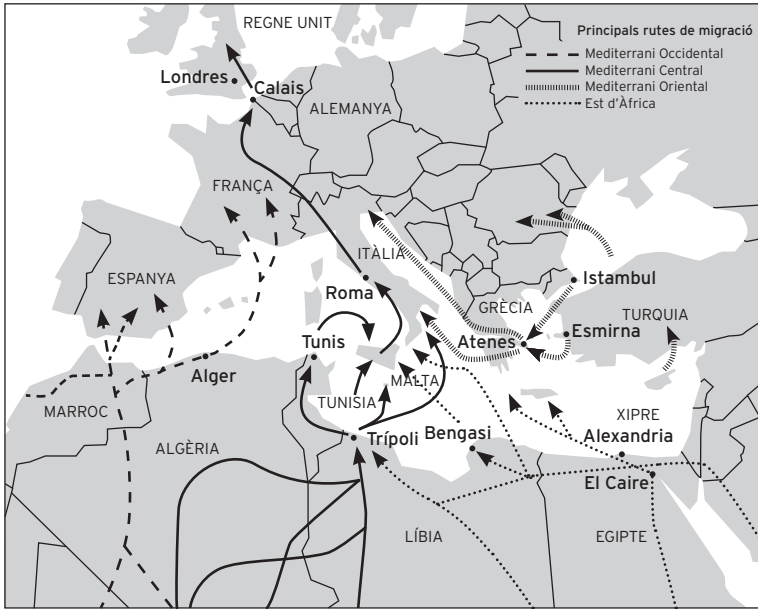 REGNE UNIT
Principals rutes de migració
Mediterrani Occidental
Mediterrani Central
Mediterrani Oriental
Est d'Àfrica
Londres
Calais
ALEMANYA
FRANÇA
ITÀLIA
ESPANYA
Roma
Istambul
GRÈCIA
TURQUIA
Esmirna
Atenes
Tunis
Alger
MALTA
TUNISIA
MARROC
XIPRE
Trípoli
Bengasi
Alexandria
ALGÈRIA
El Caire
LÍBIA
EGIPTE